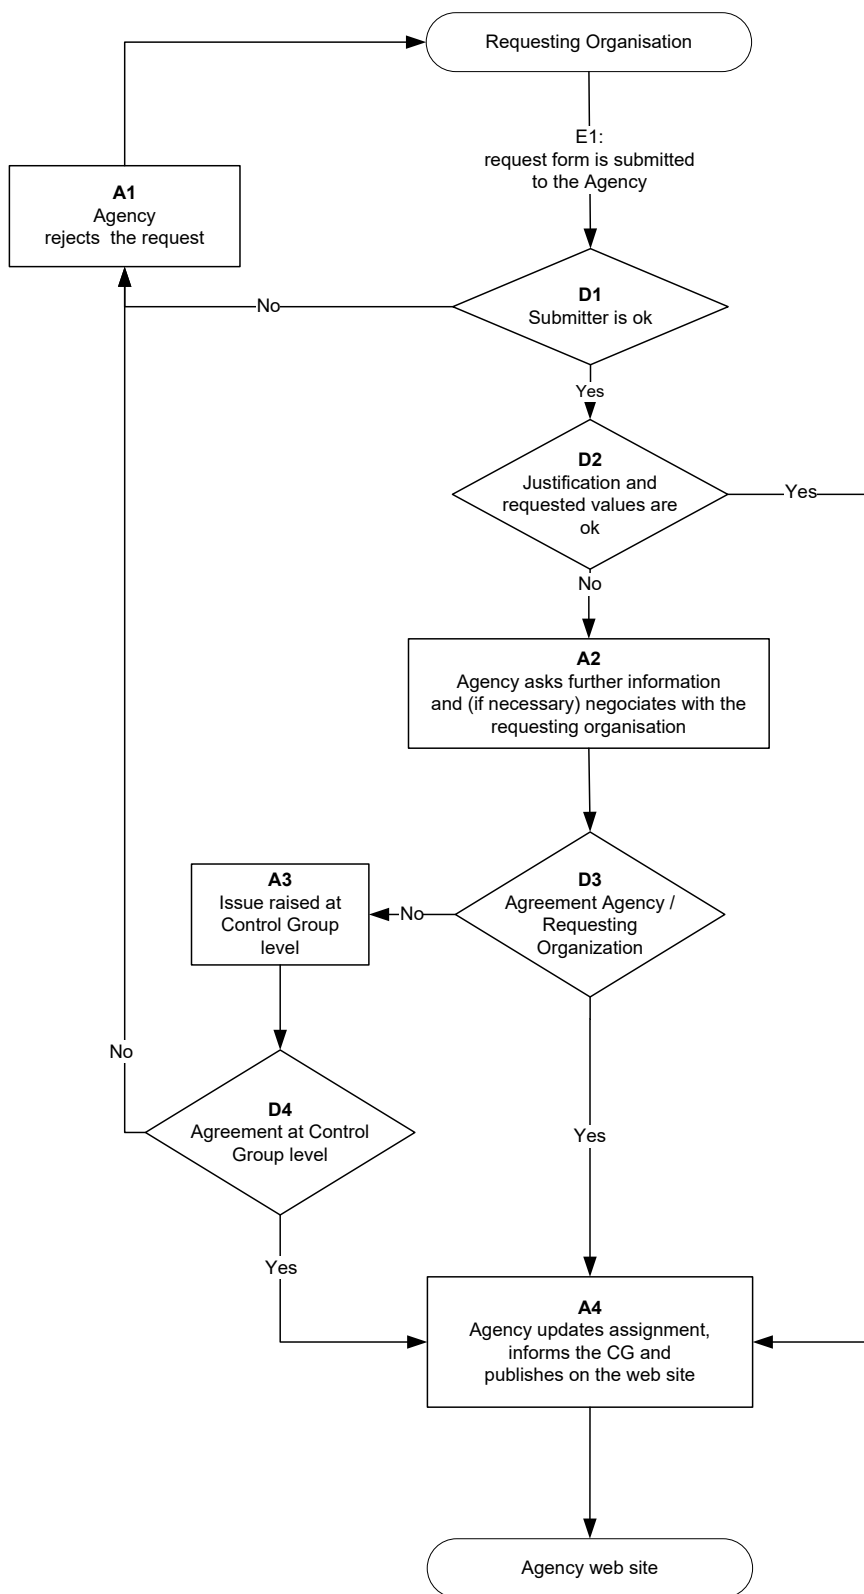 Requesting Organisation
E1:
request form is submitted
to the Agency
A1
Agency
rejects  the request
No
D1
Submitter is ok
Yes
D2
Justification and
requested values are
ok
Yes
No
A2
Agency asks further information
and (if necessary) negociates with the
requesting organisation
A3
Issue raised at
Control Group
level
No
D3
Agreement Agency /
Requesting
Organization
No
D4
Agreement at Control
Group level
Yes
Yes
A4
Agency updates assignment,
informs the CG and
publishes on the web site
Agency web site